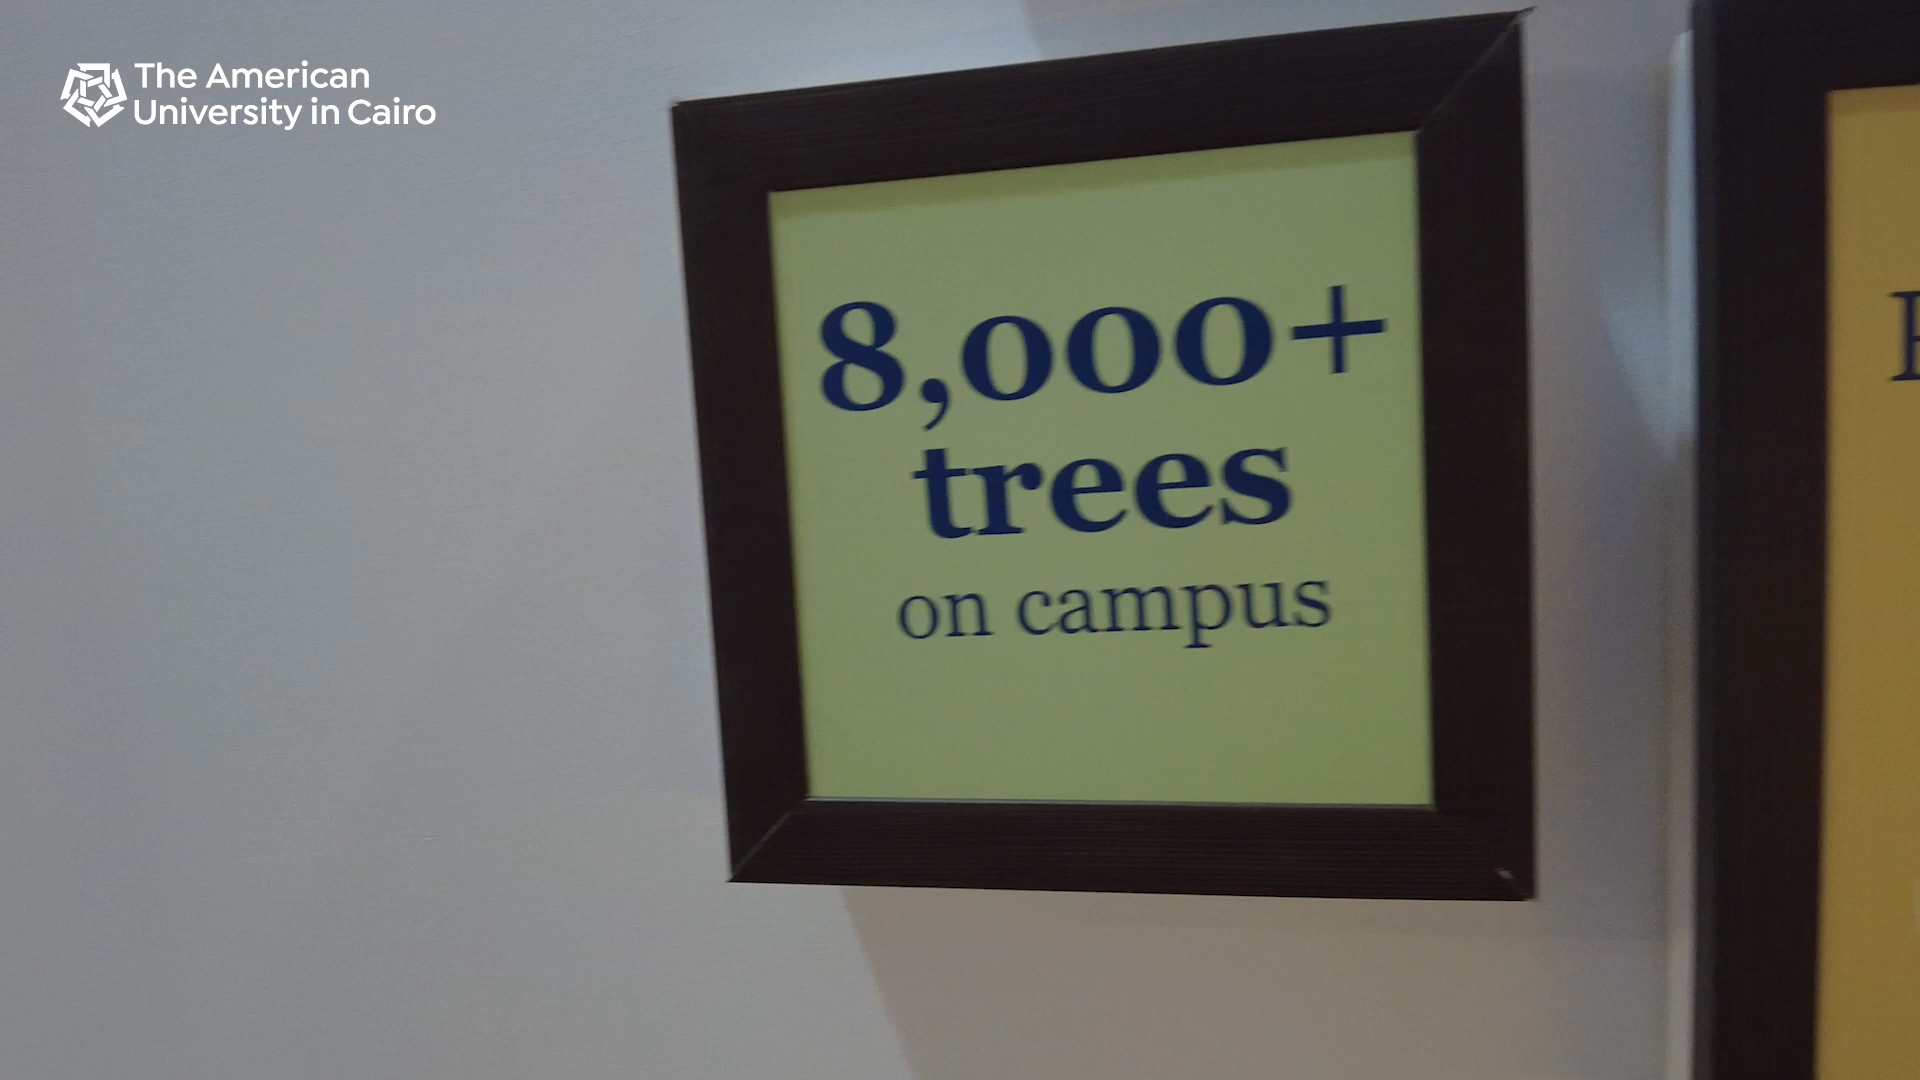 The American
University in Cairo
8,000+
trees
on campus